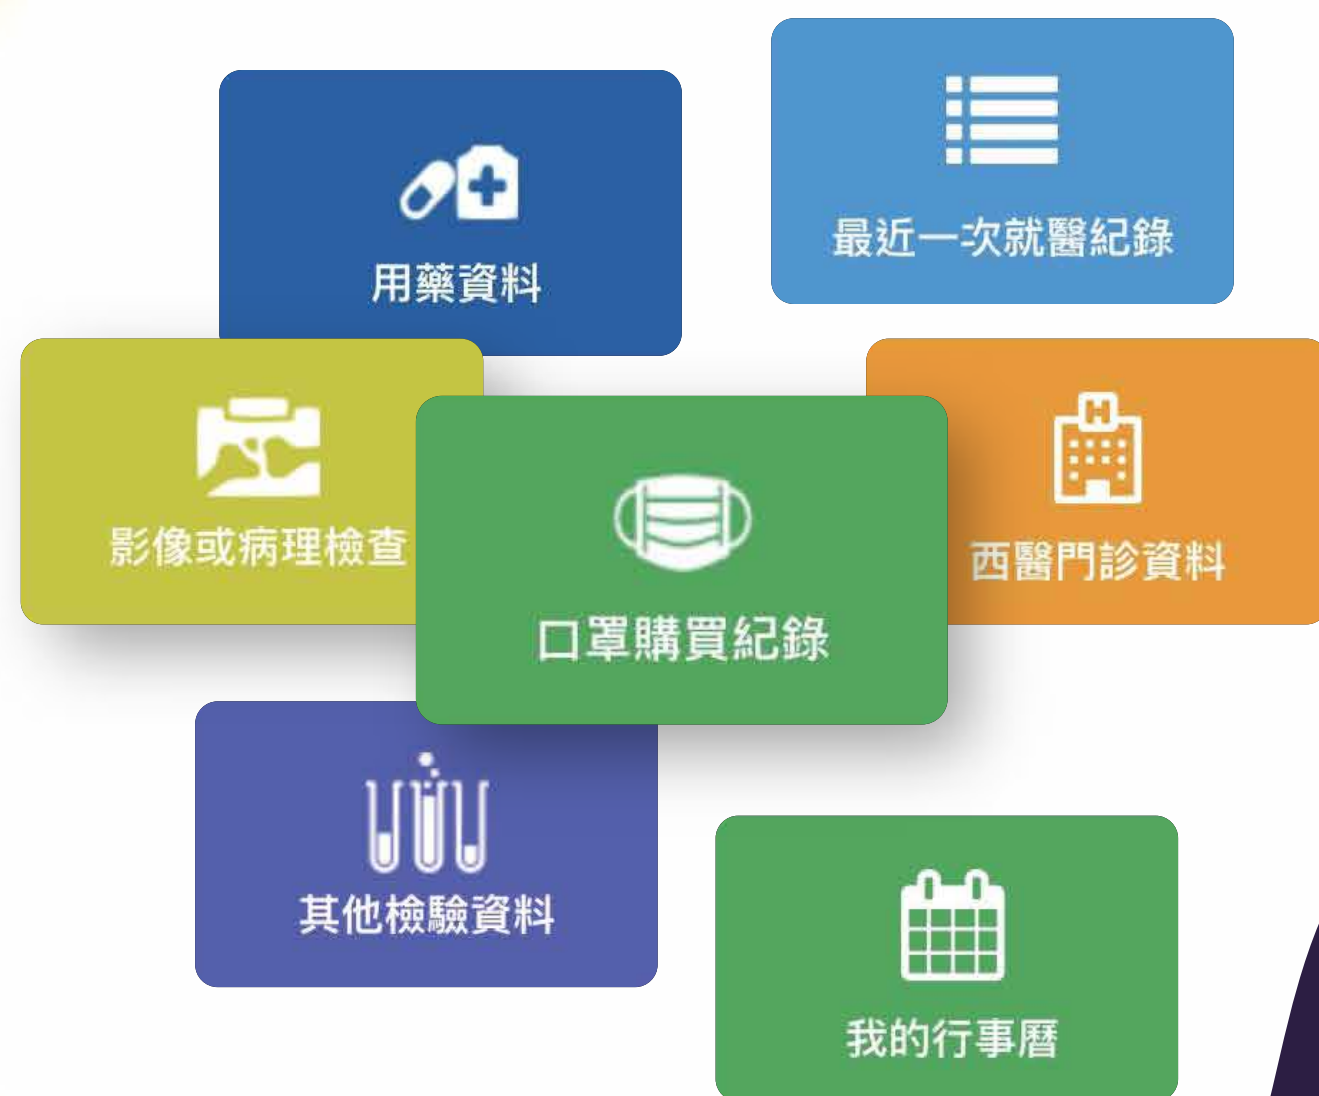 最近一次就醫紀錄
用藥資料
影像或病理檢查
西醫門診資料
口罩購買紀錄
其他檢驗資料
我的行事曆